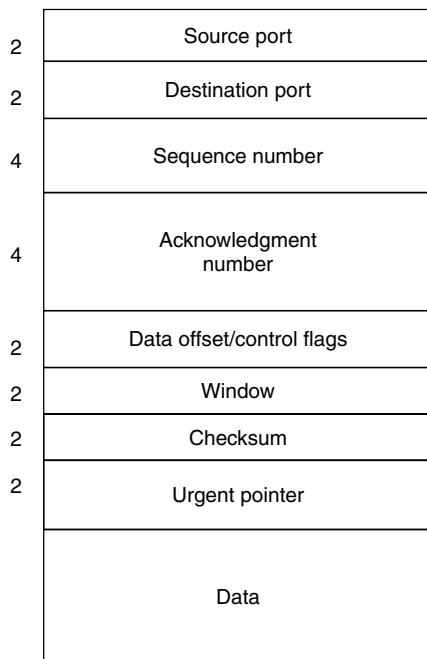 2 Source port
2 Destination port
4 Sequence number
4 Acknowledgment
number
2 Data offset/control flags
2 Window
2 Checksum
2 Urgent pointer
Data